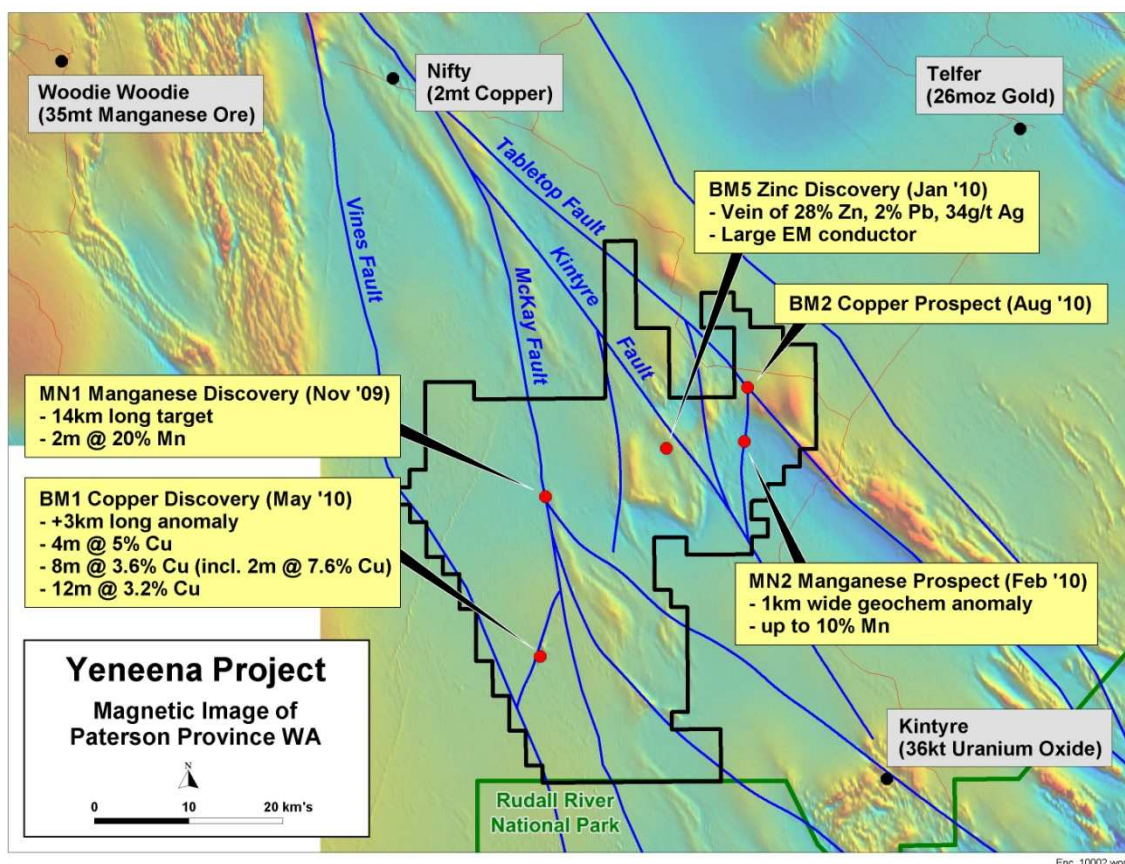 Woodie Woodie
(35mt Manganese Ore)
Nifty
(2mt Copper)
Telfer
(26moz Gold)
Vines Fault
McKay Fault
Kintyre
Fault
Tabletop Fault
BM5 Zinc Discovery (Jan '10)
- Vein of 28% Zn, 2% Pb, 34g/t Ag
- Large EM conductor
BM2 Copper Prospect (Aug '10)
MN1 Manganese Discovery (Nov '09)
- 14km long target
- 2m @ 20% Mn
BM1 Copper Discovery (May '10)
- +3km long anomaly
- 4m @ 5% Cu
- 8m @ 3.6% Cu (incl. 2m @ 7.6% Cu)
- 12m @ 3.2% Cu
MN2 Manganese Prospect (Feb '10)
- 1km wide geochem anomaly
- up to 10% Mn
Yeneena Project
Magnetic Image of
Paterson Province WA
N
0 10 20 km's
Kintyre
(36kt Uranium Oxide)
Rudall River
National Park
Enc_10002.wor